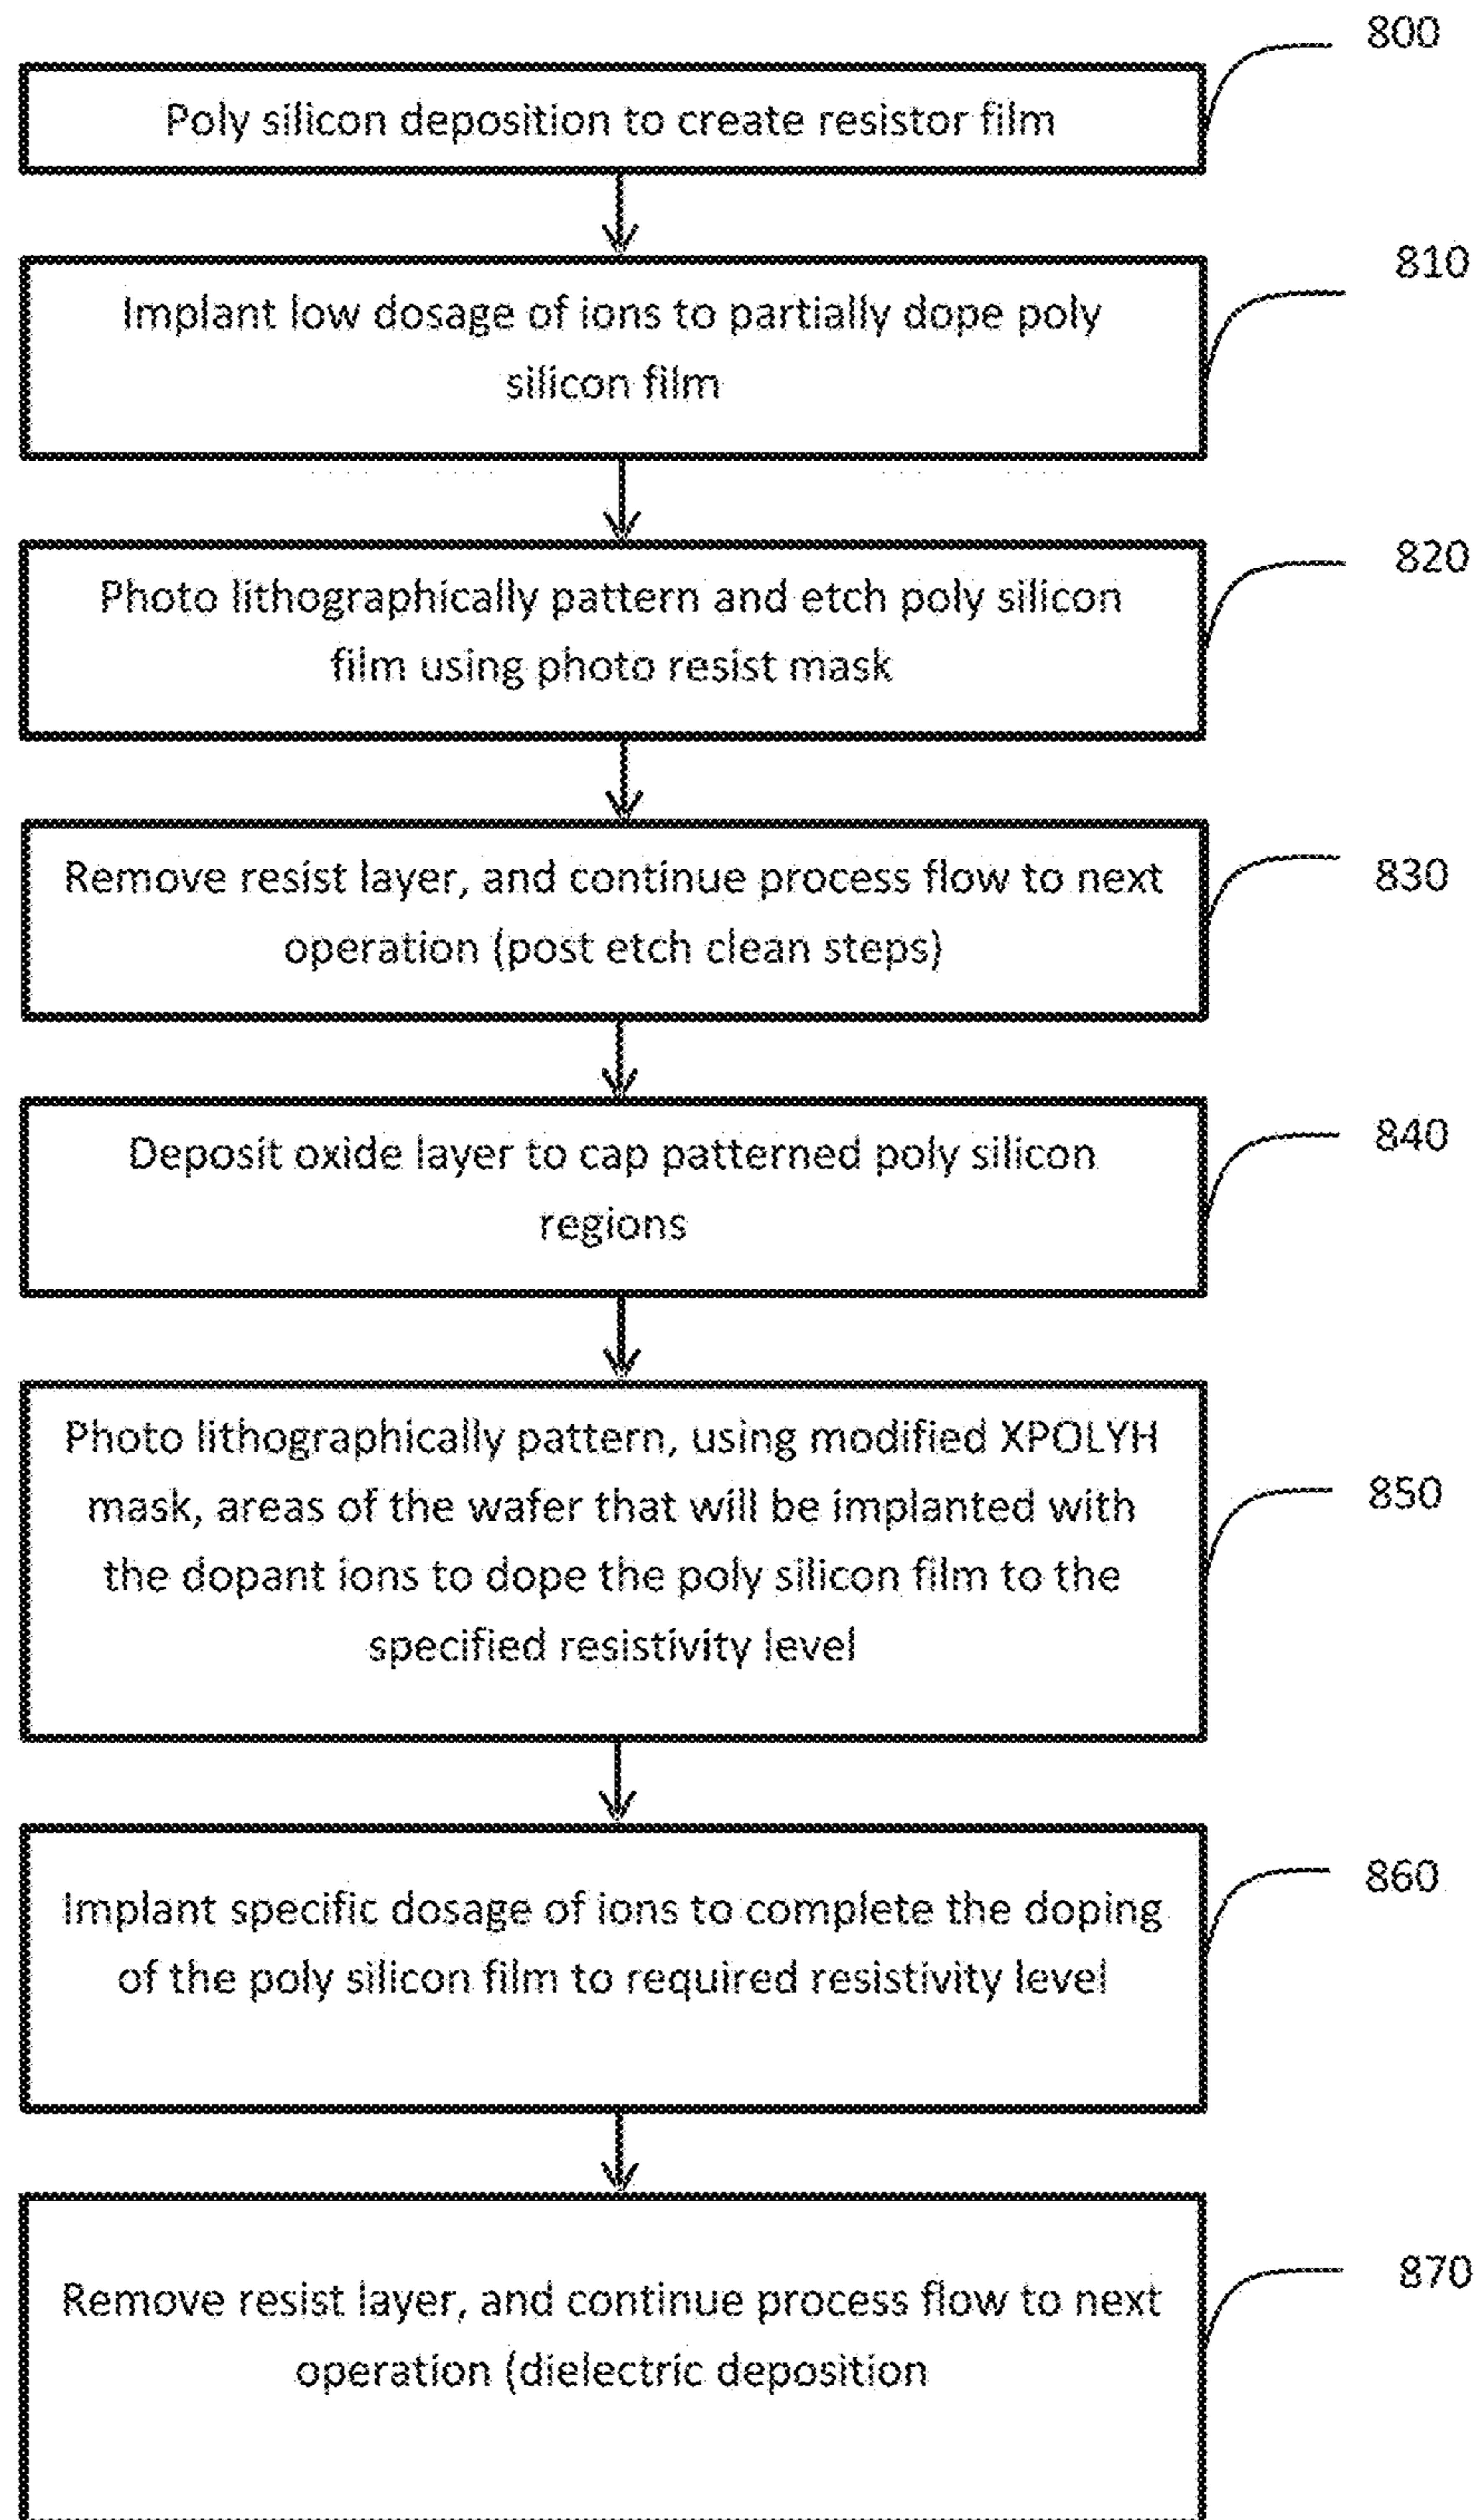 800
Poly silicon deposition to create resistor film
810
Implant low dosage of ions to partially dope poly
silicon film
820
Photo lithographically pattern and etch poly silicon
film using photo resist mask
830
Remove resist layer, and continue process flow to next
operation (post etch clean steps)
840
Deposit oxide layer to cap patterned poly silicon
regions
850
Photo lithographically pattern, using modified XPOLYH
mask, areas of the wafer that will be implanted with
the dopant ions to dope the poly silicon film to the
specified resistivity level
860
Implant specific dosage of ions to complete the doping
of the poly silicon film to required resistivity level
870
Remove resist layer, and continue process flow to next
operation (dielectric deposition